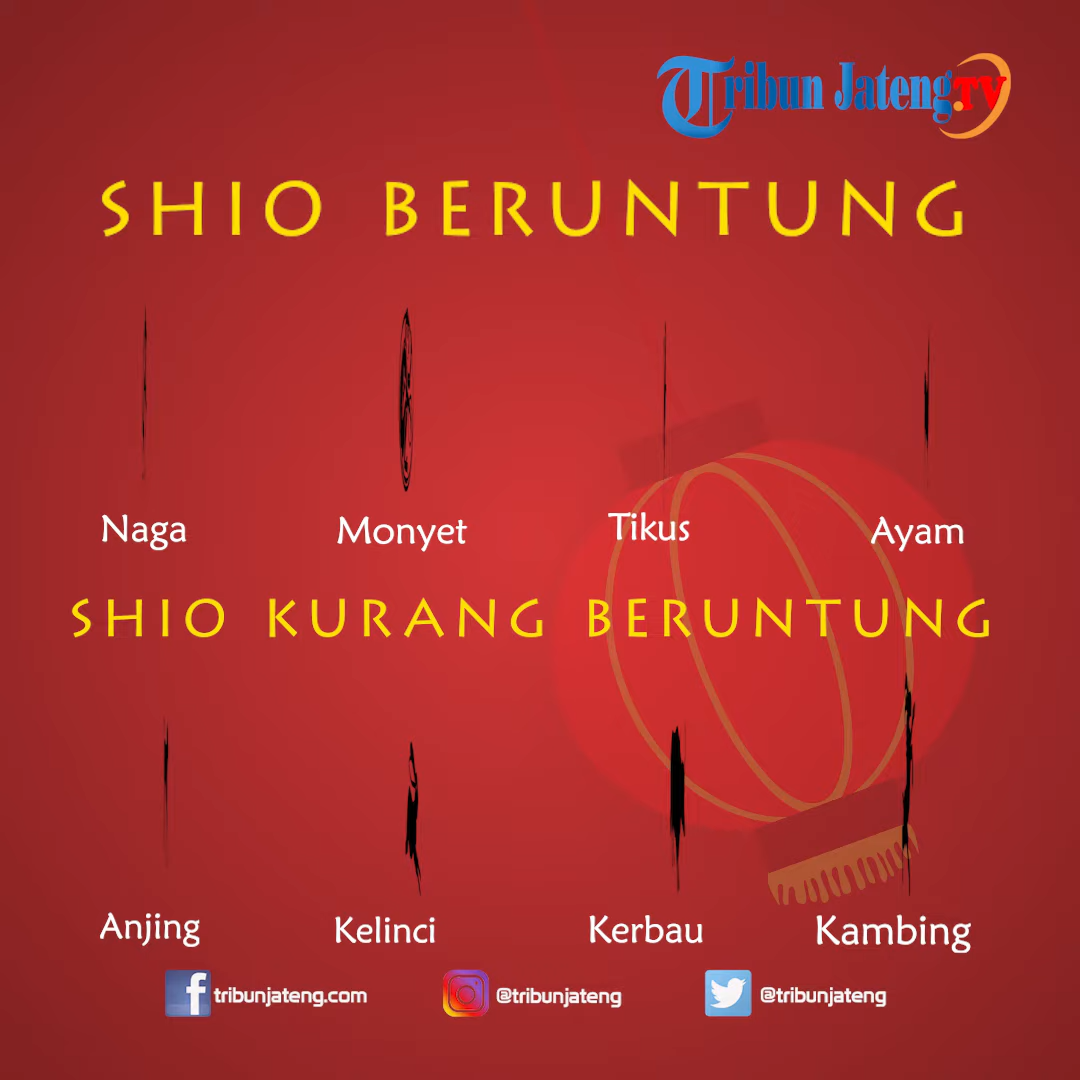 Tribun Jateng.TV
SHIO BERUNTUNG
Naga Monyet Tikus Ayam
SHIO KURANG BERUNTUNG
Anjing Kelinci Kerbau Kambing
f tribunjateng.com @tribunjateng @tribunjateng